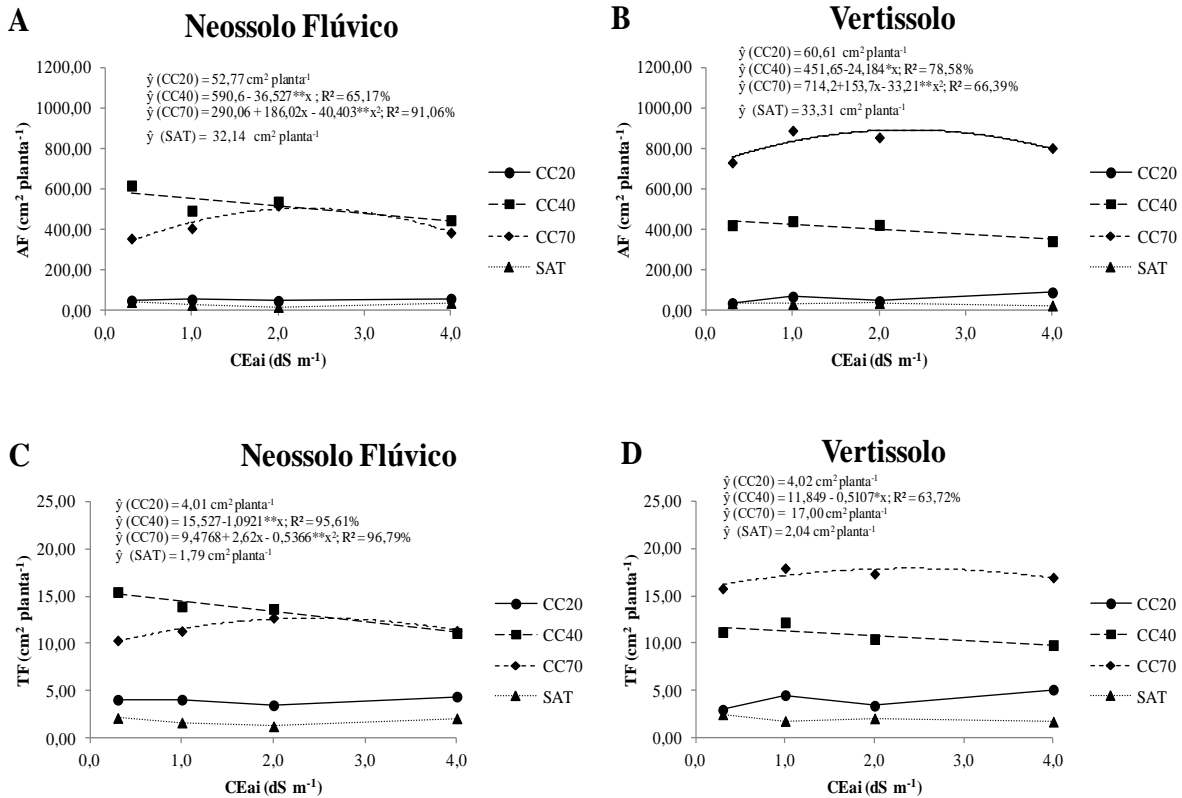 A
Neossolo Flúvico
ŷ (CC20) = 52,77 cm² planta⁻¹
ŷ (CC40) = 590,6 - 36,527**x ; R² = 65,17%
ŷ (CC70) = 290,06 + 186,02x - 40,403**x²; R² = 91,06%
ŷ (SAT) = 32,14 cm² planta⁻¹
1200,00
1000,00
800,00
600,00
400,00
200,00
0,00
AF (cm² planta⁻¹)
0,0 1,0 2,0 3,0 4,0
CEai (dS m⁻¹)
CC20
CC40
CC70
SAT
B
Vertissolo
ŷ (CC20) = 60,61 cm² planta⁻¹
ŷ (CC40) = 451,65-24,184*x; R² = 78,58%
ŷ (CC70) = 714,2+153,7x - 33,21**x²; R² = 66,39%
ŷ (SAT) = 33,31 cm² planta⁻¹
1200,00
1000,00
800,00
600,00
400,00
200,00
0,00
AF (cm² planta⁻¹)
0,0 1,0 2,0 3,0 4,0
CEai (dS m⁻¹)
CC20
CC40
CC70
SAT
C
Neossolo Flúvico
ŷ (CC20) = 4,01 cm² planta⁻¹
ŷ (CC40) = 15,527-1,0921**x; R² = 95,61%
ŷ (CC70) = 9,4768 + 2,62x - 0,5366**x²; R² = 96,79%
ŷ (SAT) = 1,79 cm² planta⁻¹
25,00
20,00
15,00
10,00
5,00
0,00
TF (cm² planta⁻¹)
0,0 1,0 2,0 3,0 4,0
CEai (dS m⁻¹)
CC20
CC40
CC70
SAT
D
Vertissolo
ŷ (CC20) = 4,02 cm² planta⁻¹
ŷ (CC40) = 11,849 - 0,5107*x; R² = 63,72%
ŷ (CC70) = 17,00 cm² planta⁻¹
ŷ (SAT) = 2,04 cm² planta⁻¹
25,00
20,00
15,00
10,00
5,00
0,00
TF (cm² planta⁻¹)
0,0 1,0 2,0 3,0 4,0
CEai (dS m⁻¹)
CC20
CC40
CC70
SAT